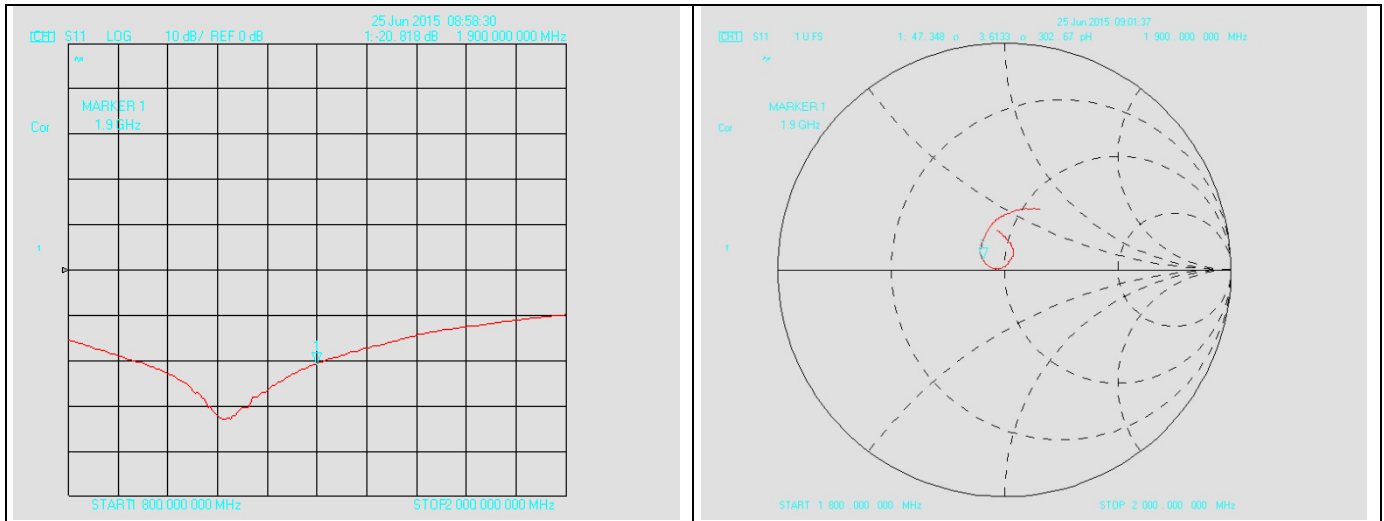 25 Jun 2015 08:58:30
CH1 S11 LOG 10 dB/ REF 0 dB 1:-20.818 dB 1 900 000 000 MHz
MARKER 1
Cor 1.9 GHz
1
1
START1 800 000 000 MHz STOP2 000 000 000 MHz
25 Jun 2015 09:01:37
CH1 S11 1 U FS 1: 47.348 Ω 3.6133 Ω 302.67 pH 1 900.000 000 MHz
MARKER 1
Cor 1.9 GHz
1
START 1 800.000 000 MHz STOP 2 000.000 000 MHz